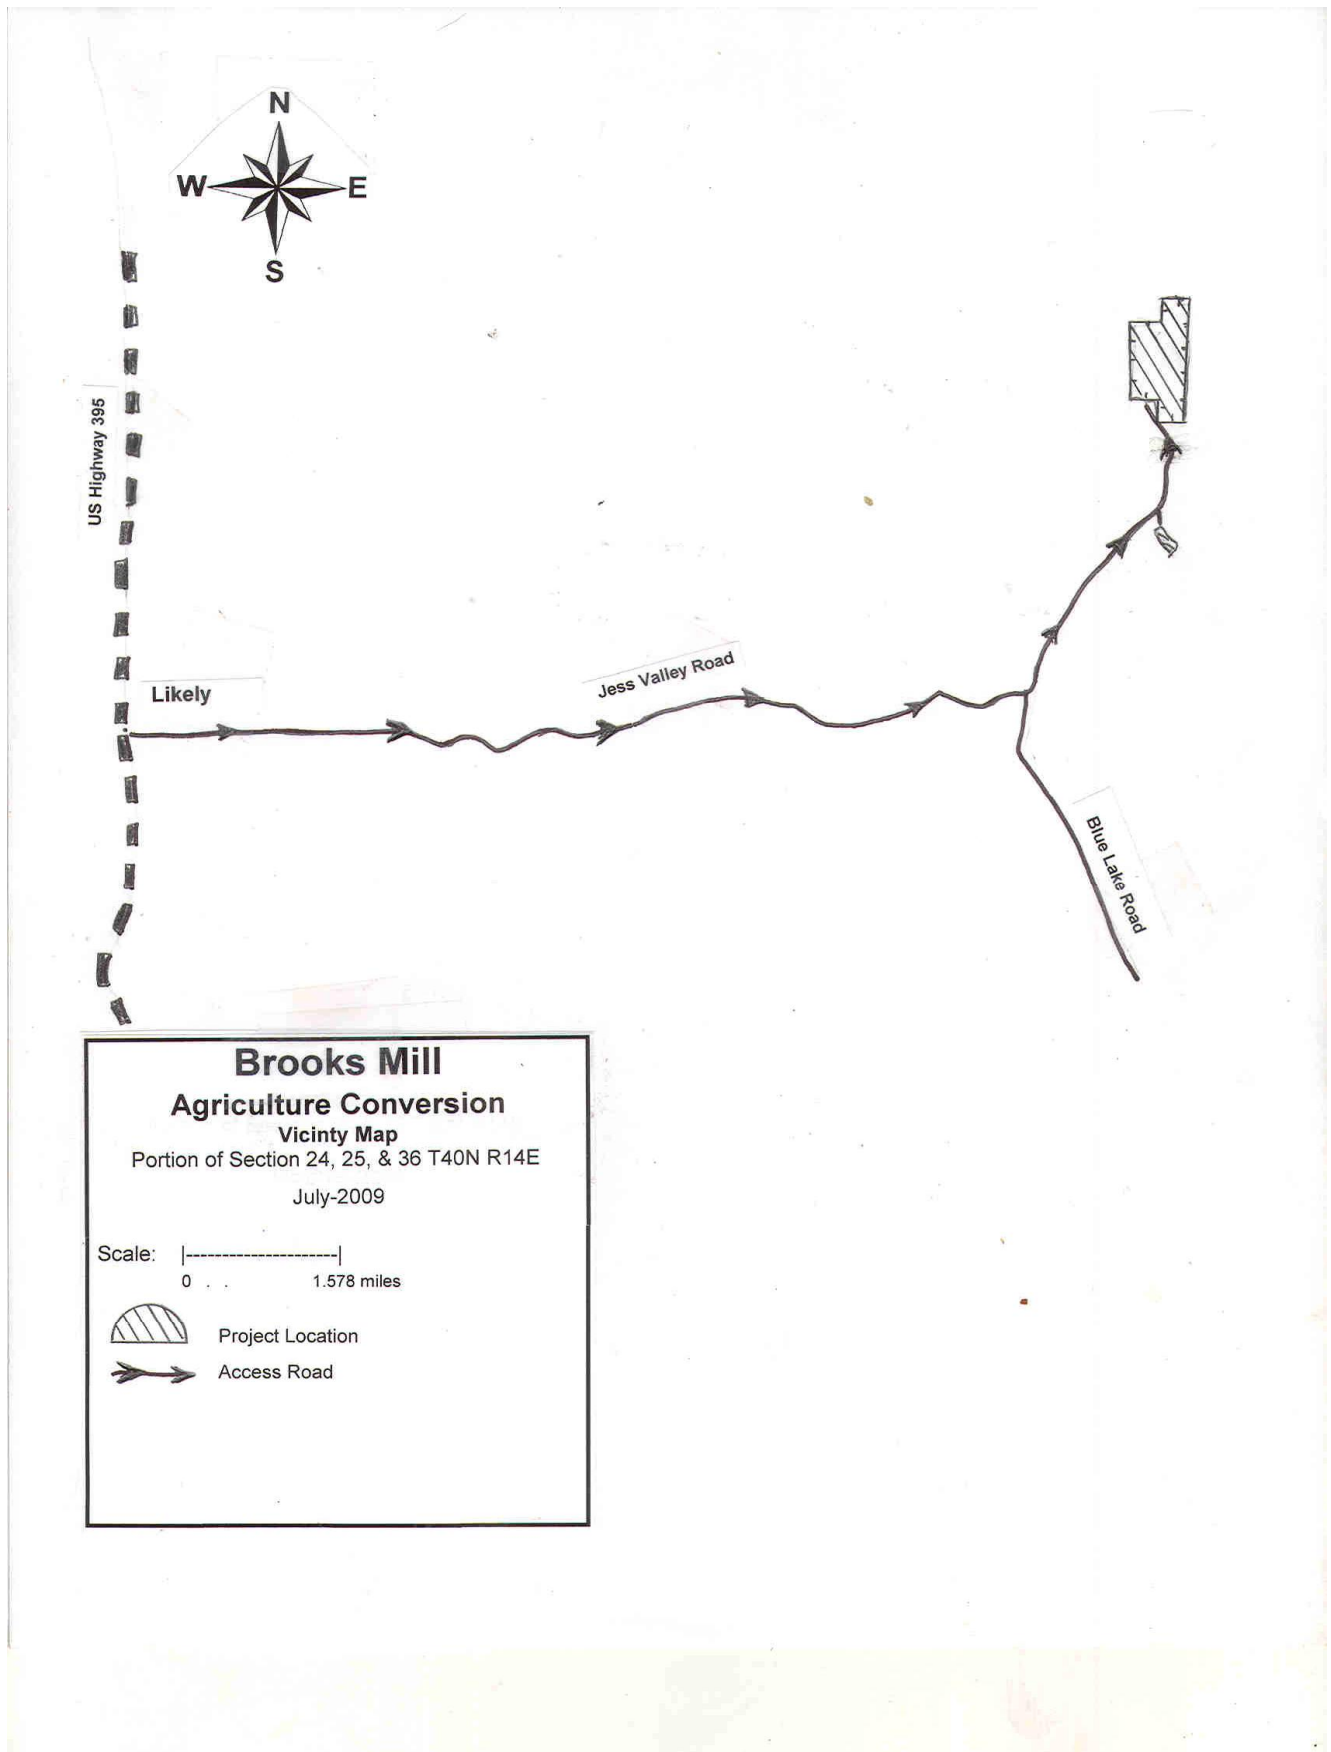 N
W E
S
US Highway 395
Likely
Jess Valley Road
Blue Lake Road
Brooks Mill
Agriculture Conversion
Vicinty Map
Portion of Section 24, 25, & 36 T40N R14E
July-2009
Scale: |---------------------|
0 . . 1.578 miles
Project Location
Access Road